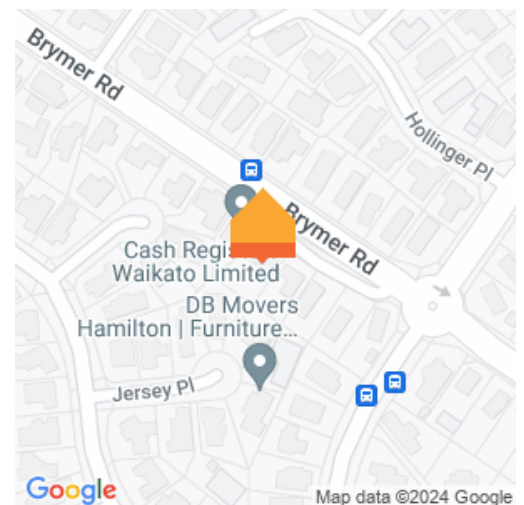 Brymer Rd
Hollinger Pl
Brymer Rd
Cash Regis
Waikato Limited
DB Movers
Hamilton | Furniture...
Jersey Pl
Google
Map data ©2024 Google